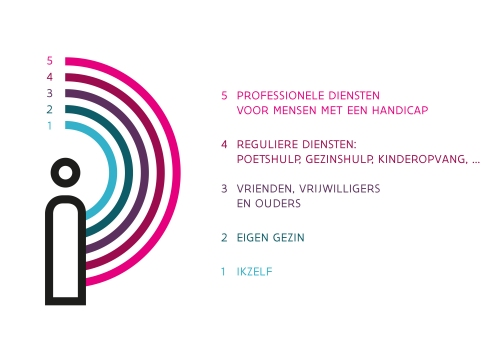 5
4
3
2
1
5 PROFESSIONELE DIENSTEN
VOOR MENSEN MET EEN HANDICAP
4 REGULIERE DIENSTEN:
POETSHULP, GEZINSHULP, KINDEROPVANG, ...
3 VRIENDEN, VRIJWILLIGERS
EN OUDERS
2 EIGEN GEZIN
1 IKZELF